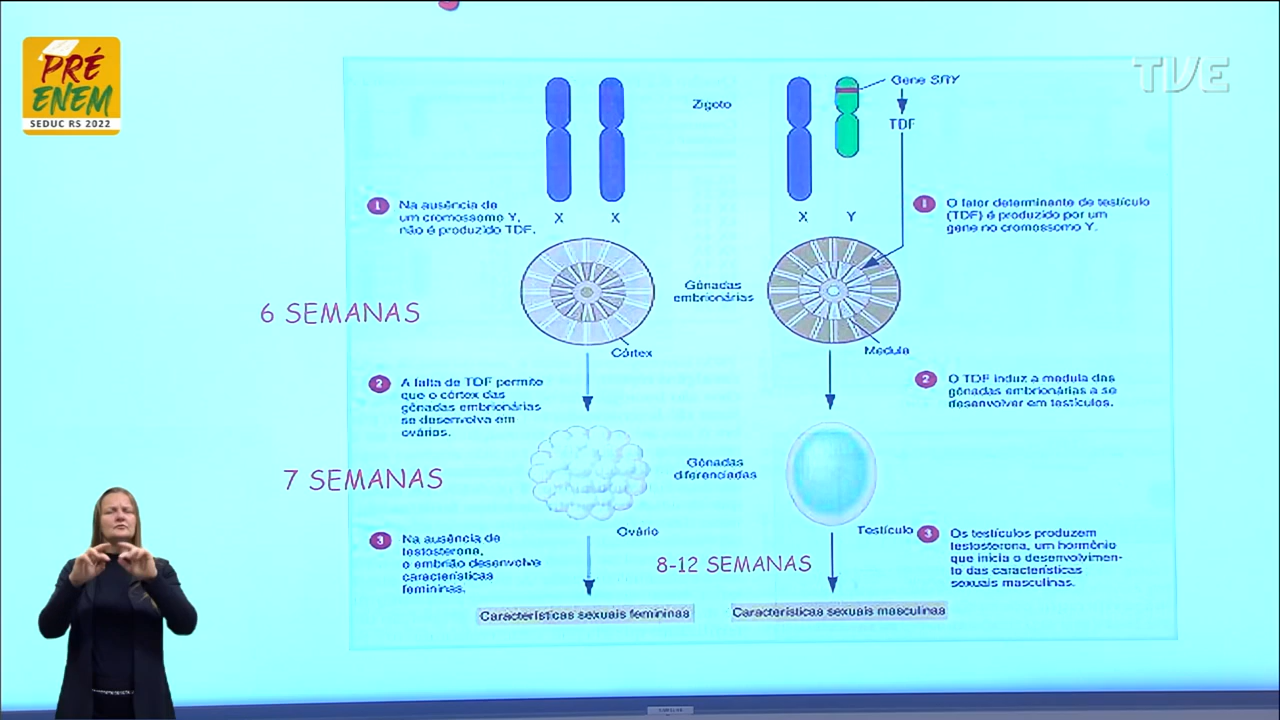 PRÉ
ENEM
SEDUC RS 2022
TVE
Zigoto
Gene SRY
TDF
X
X
X
Y
1
Na ausência de
um cromossomo Y,
não é produzido TDF.
1
O fator determinante de testículo
(TDF) é produzido por um
gene no cromossomo Y.
6 SEMANAS
Gônadas
embrionárias
Córtex
Medula
2
A falta de TDF permite
que o córtex das
gônadas embrionárias
se desenvolva em
ovários.
2
O TDF induz a medula das
gônadas embrionárias a se
desenvolver em testículos.
7 SEMANAS
Gônadas
diferenciadas
Ovário
Testículo
3
Na ausência de
testosterona,
o embrião desenvolve
características
femininas.
8-12 SEMANAS
3
Os testículos produzem
testosterona, um hormônio
que inicia o desenvolvimen-
to das características
sexuais masculinas.
Características sexuais femininas
Características sexuais masculinas